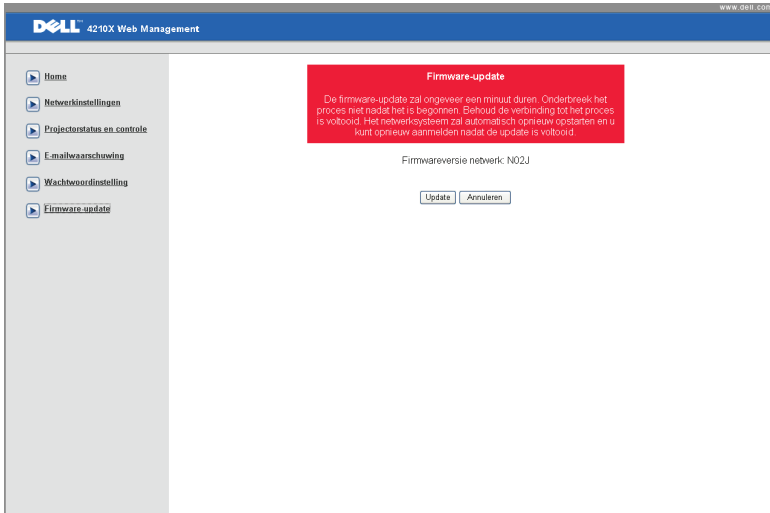 www.dell.com
DELL™ 4210X Web Management
Home
Netwerkinstellingen
Projectorstatus en controle
E-mailwaarschuwing
Wachtwoordinstelling
Firmware-update
Firmware-update
De firmware-update zal ongeveer een minuut duren. Onderbreek het
proces niet nadat het is begonnen. Behoud de verbinding tot het proces
is voltooid. Het netwerksysteem zal automatisch opnieuw opstarten en u
kunt opnieuw aanmelden nadat de update is voltooid.
Firmwareversie netwerk: N02J
Update Annuleren